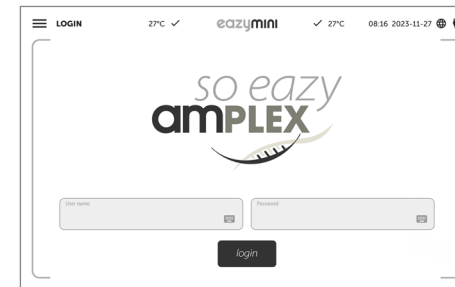 LOGIN 27°C eazymini 27°C 08:16 2023-11-27
so eazy
amPLEX
User name Password
login